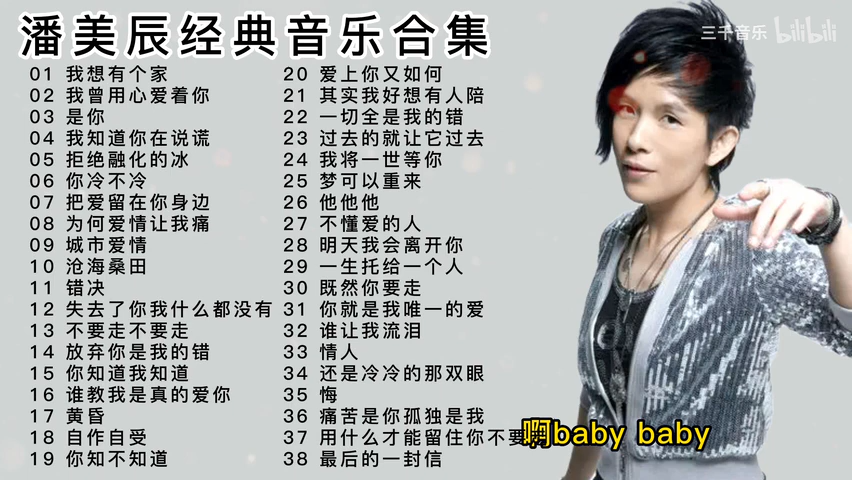 潘美辰经典音乐合集
三千音乐 bilibili
01 我想有个家
02 我曾用心爱着你
03 是你
04 我知道你在说谎
05 拒绝融化的冰
06 你冷不冷
07 把爱留在你身边
08 为何爱情让我痛
09 城市爱情
10 沧海桑田
11 错决
12 失去了你我什么都没有
13 不要走不要走
14 放弃你是我的错
15 你知道我知道
16 谁教我是真的爱你
17 黄昏
18 自作自受
19 你知不知道
20 爱上你又如何
21 其实我好想有人陪
22 一切全是我的错
23 过去的就让它过去
24 我将一世等你
25 梦可以重来
26 他他他
27 不懂爱的人
28 明天我会离开你
29 一生托给一个人
30 既然你要走
31 你就是我唯一的爱
32 谁让我流泪
33 情人
34 还是冷冷的那双眼
35 悔
36 痛苦是你孤独是我
37 用什么才能留住你不要
38 最后的一封信
啊baby baby